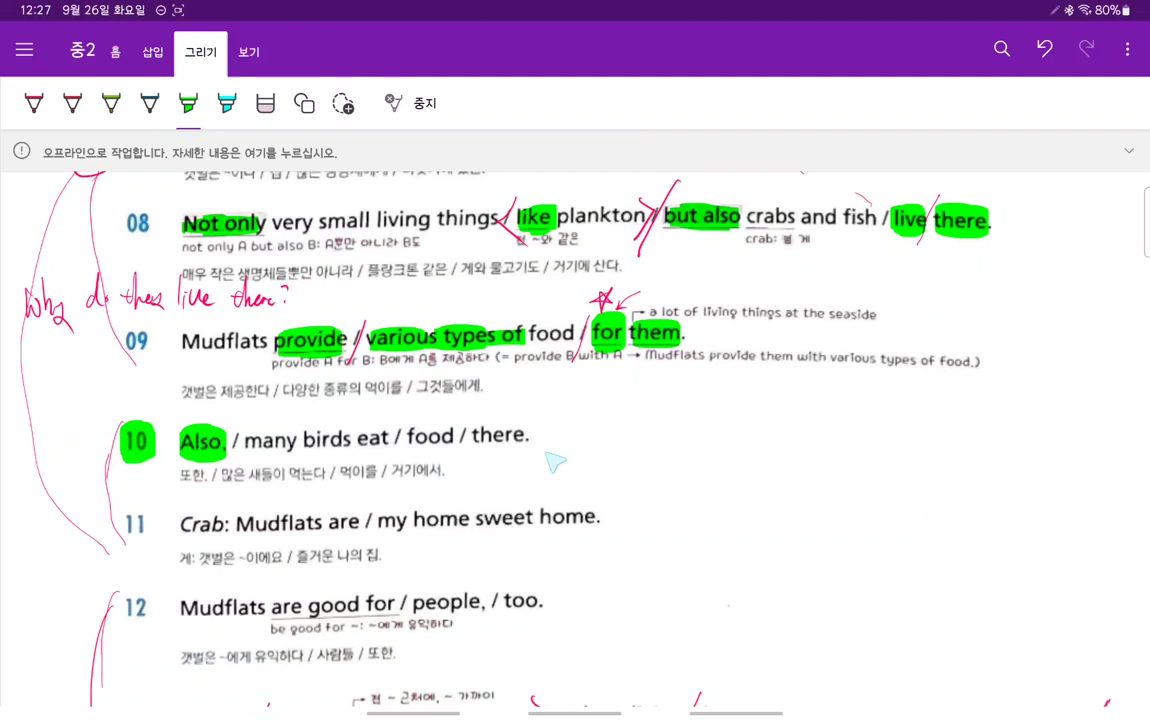 12:27 9월 26일 화요일 80%
중2 홈 삽입 그리기 보기
중지
오프라인으로 작업합니다. 자세한 내용은 여기를 누르십시오.
08 Not only very small living things / like plankton / but also crabs and fish / live there.
not only A but also B: A뿐만 아니라 B도 전 ~와 같은 crab: 명 게
매우 작은 생명체들뿐만 아니라 / 플랑크톤 같은 / 게와 물고기도 / 거기에 산다.
Why do they live there?
a lot of living things at the seaside
09 Mudflats provide / various types of food / for them.
provide A for B: B에게 A를 제공하다 (= provide B with A → Mudflats provide them with various types of food.)
갯벌은 제공한다 / 다양한 종류의 먹이를 / 그것들에게.
10 Also, / many birds eat / food / there.
또한, / 많은 새들이 먹는다 / 먹이를 / 거기에서.
11 Crab: Mudflats are / my home sweet home.
게: 갯벌은 ~이에요 / 즐거운 나의 집.
12 Mudflats are good for / people, / too.
be good for ~: ~에게 유익하다
갯벌은 ~에게 유익하다 / 사람들 / 또한.
전 ~ 근처에, ~ 가까이